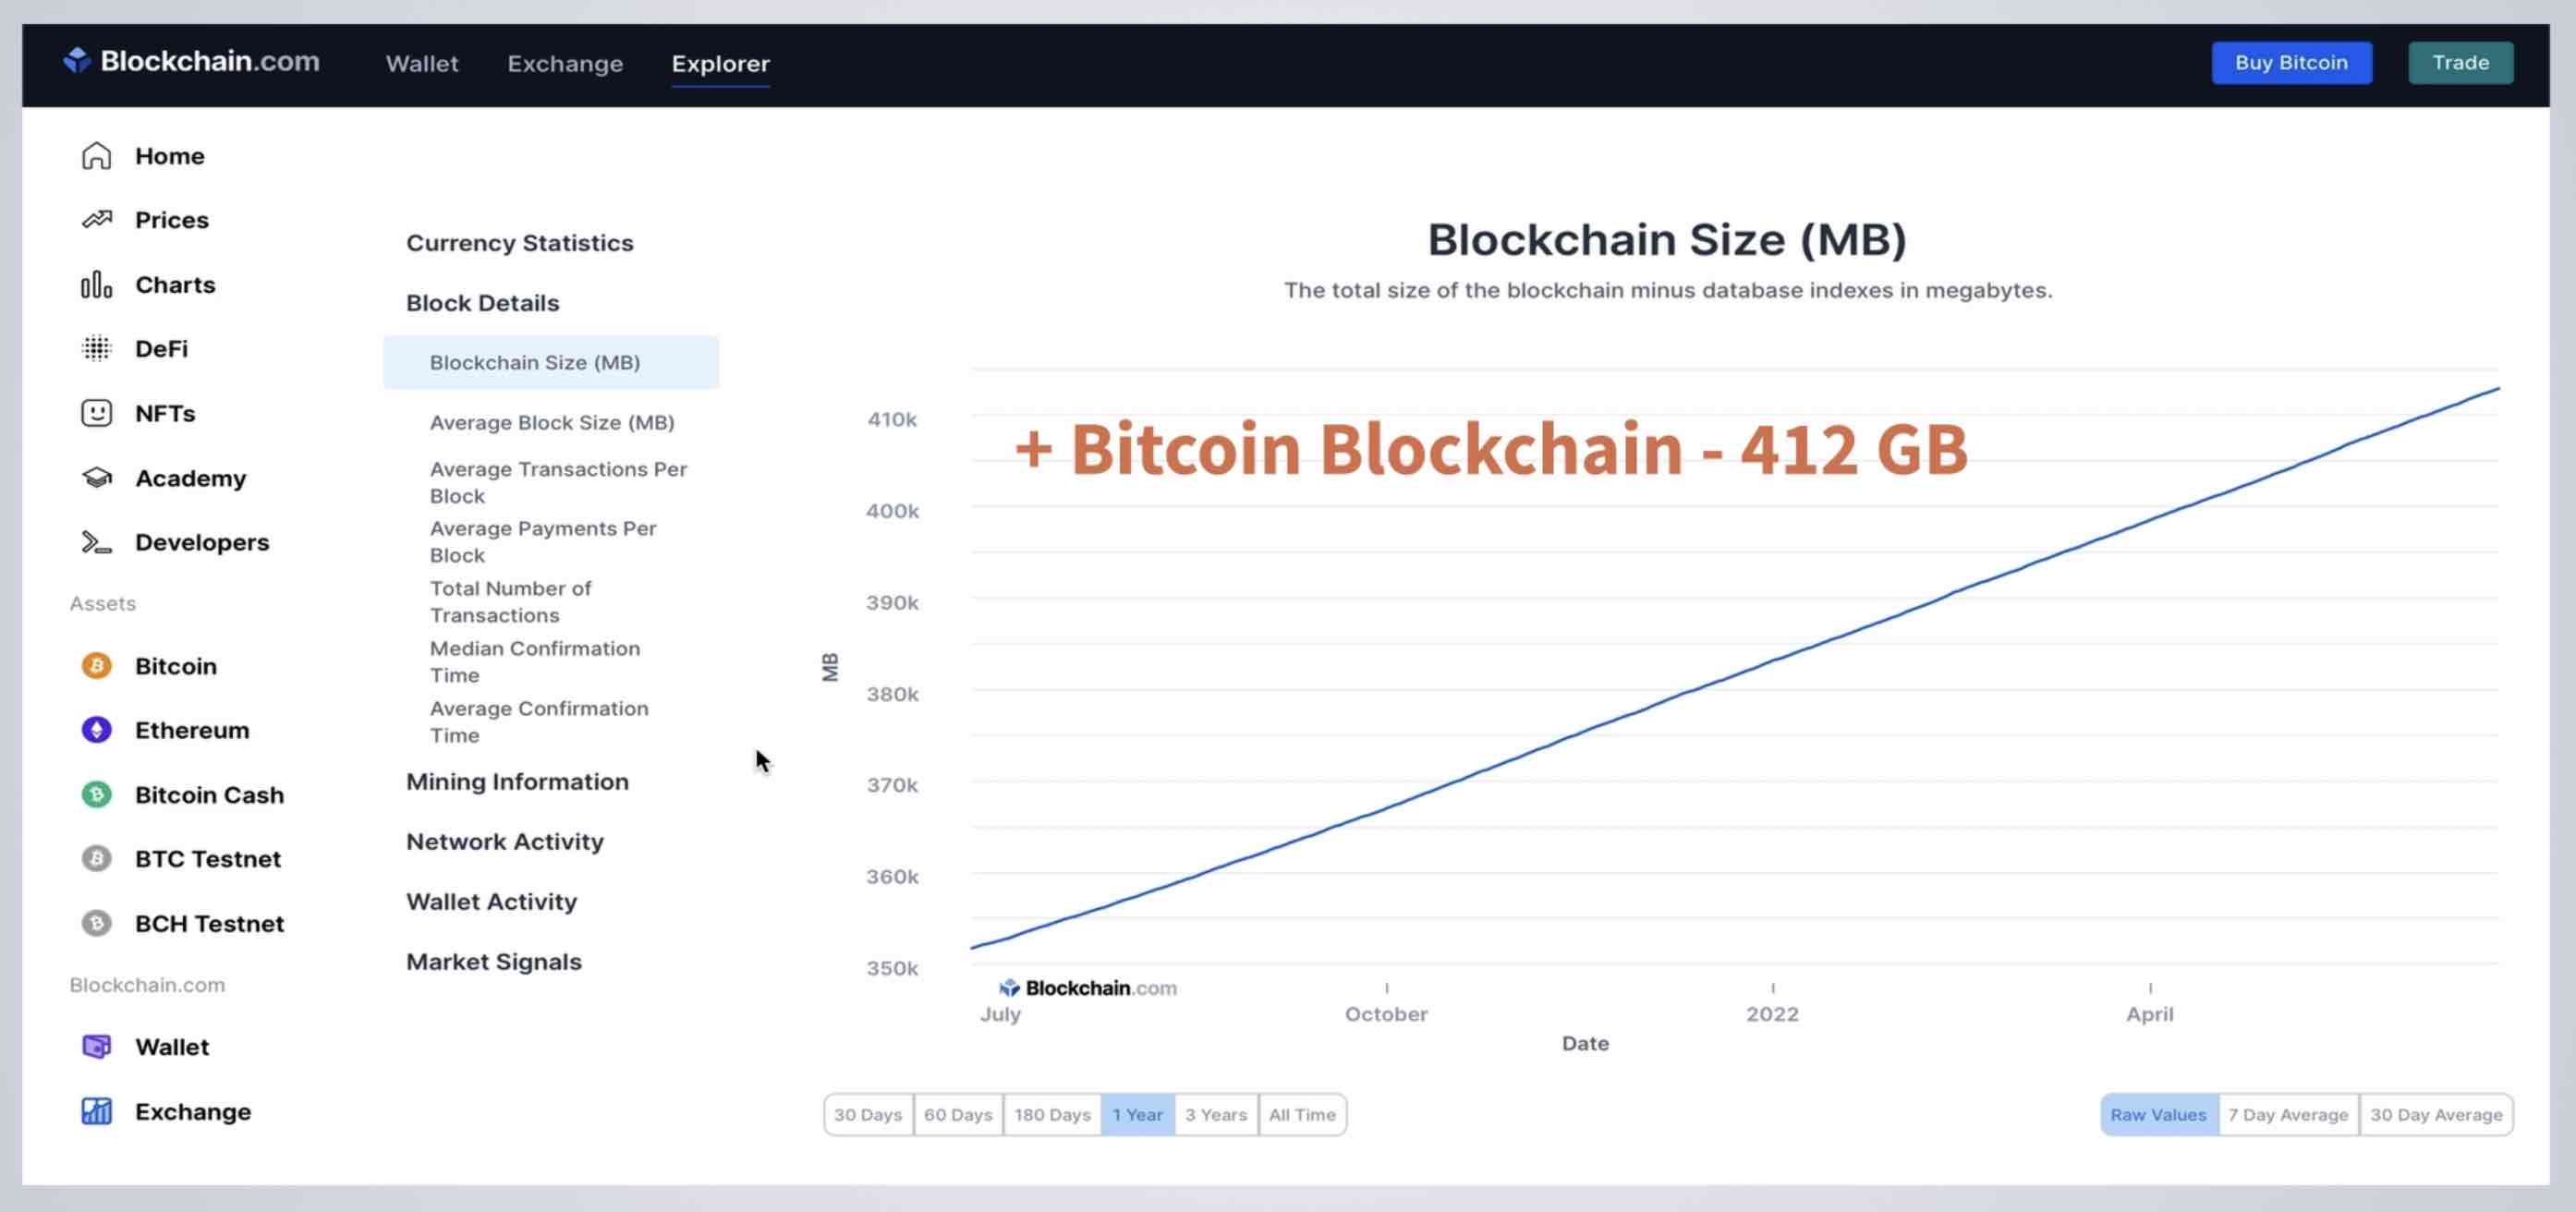 Blockchain.com
Wallet
Exchange
Explorer
Buy Bitcoin
Trade
Home
Prices
Charts
DeFi
NFTs
Academy
Developers
Assets
Bitcoin
Ethereum
Bitcoin Cash
BTC Testnet
BCH Testnet
Blockchain.com
Wallet
Exchange
Currency Statistics
Block Details
Blockchain Size (MB)
Average Block Size (MB)
Average Transactions Per
Block
Average Payments Per
Block
Total Number of
Transactions
Median Confirmation
Time
Average Confirmation
Time
Mining Information
Network Activity
Wallet Activity
Market Signals
Blockchain Size (MB)
The total size of the blockchain minus database indexes in megabytes.
+ Bitcoin Blockchain - 412 GB
410k
400k
390k
380k
370k
360k
350k
MB
Blockchain.com
July
October
2022
April
Date
30 Days
60 Days
180 Days
1 Year
3 Years
All Time
Raw Values
7 Day Average
30 Day Average